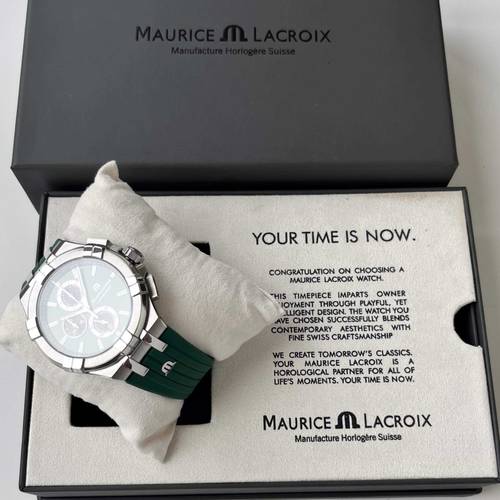 MAURICE LACROIX
Manufacture Horlogère Suisse
YOUR TIME IS NOW.
CONGRATULATION ON CHOOSING A
MAURICE LACROIX WATCH.
THIS TIMEPIECE IMPARTS OWNER
ENJOYMENT THROUGH PLAYFUL, YET
INTELLIGENT DESIGN. THE WATCH YOU
HAVE CHOSEN SUCCESSFULLY BLENDS
CONTEMPORARY AESTHETICS WITH
FINE SWISS CRAFTSMANSHIP
WE CREATE TOMORROW'S CLASSICS.
YOUR MAURICE LACROIX IS A
HOROLOGICAL PARTNER FOR ALL OF
LIFE'S MOMENTS. YOUR TIME IS NOW.
MAURICE LACROIX
Manufacture Horlogère Suisse